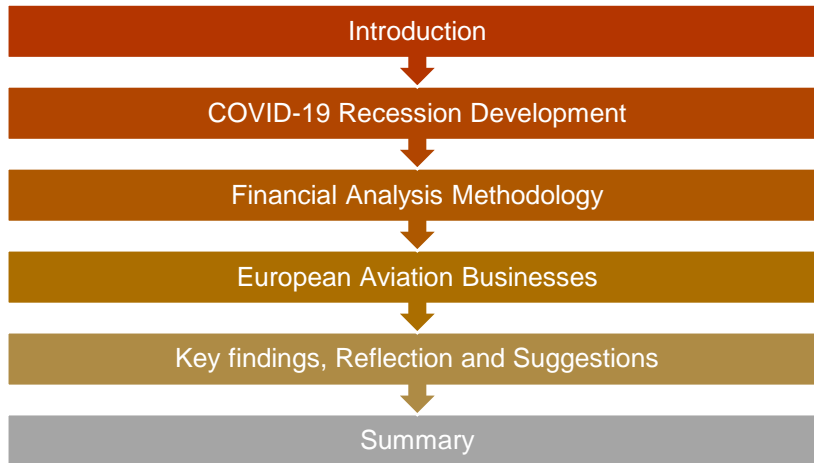 Introduction
COVID-19 Recession Development
Financial Analysis Methodology
European Aviation Businesses
Key findings, Reflection and Suggestions
Summary